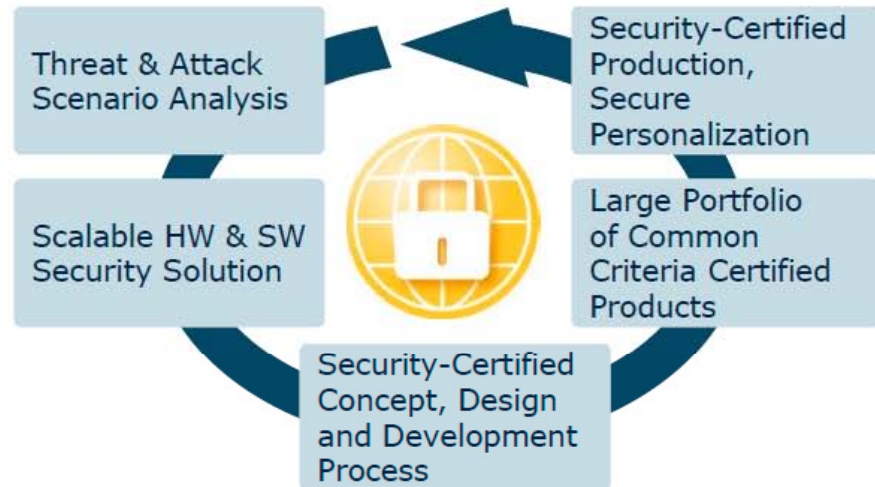 Threat & Attack
Scenario Analysis
Security-Certified
Production,
Secure
Personalization
Scalable HW & SW
Security Solution
Large Portfolio
of Common
Criteria Certified
Products
Security-Certified
Concept, Design
and Development
Process